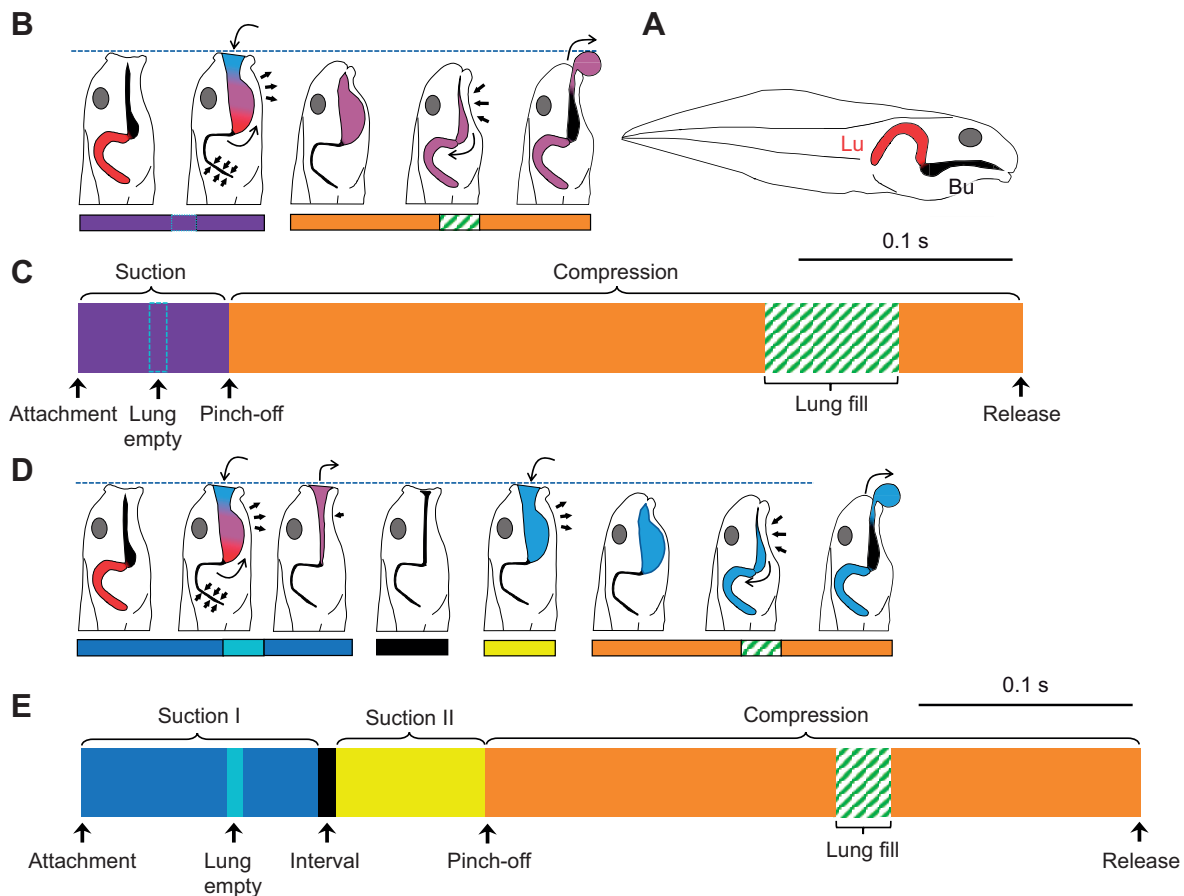 B
A
Lu
Bu
0.1 s
C
Suction
Compression
Attachment
Lung
empty
Pinch-off
Lung fill
Release
D
0.1 s
E
Suction I
Suction II
Compression
Attachment
Lung
empty
Interval
Pinch-off
Lung fill
Release